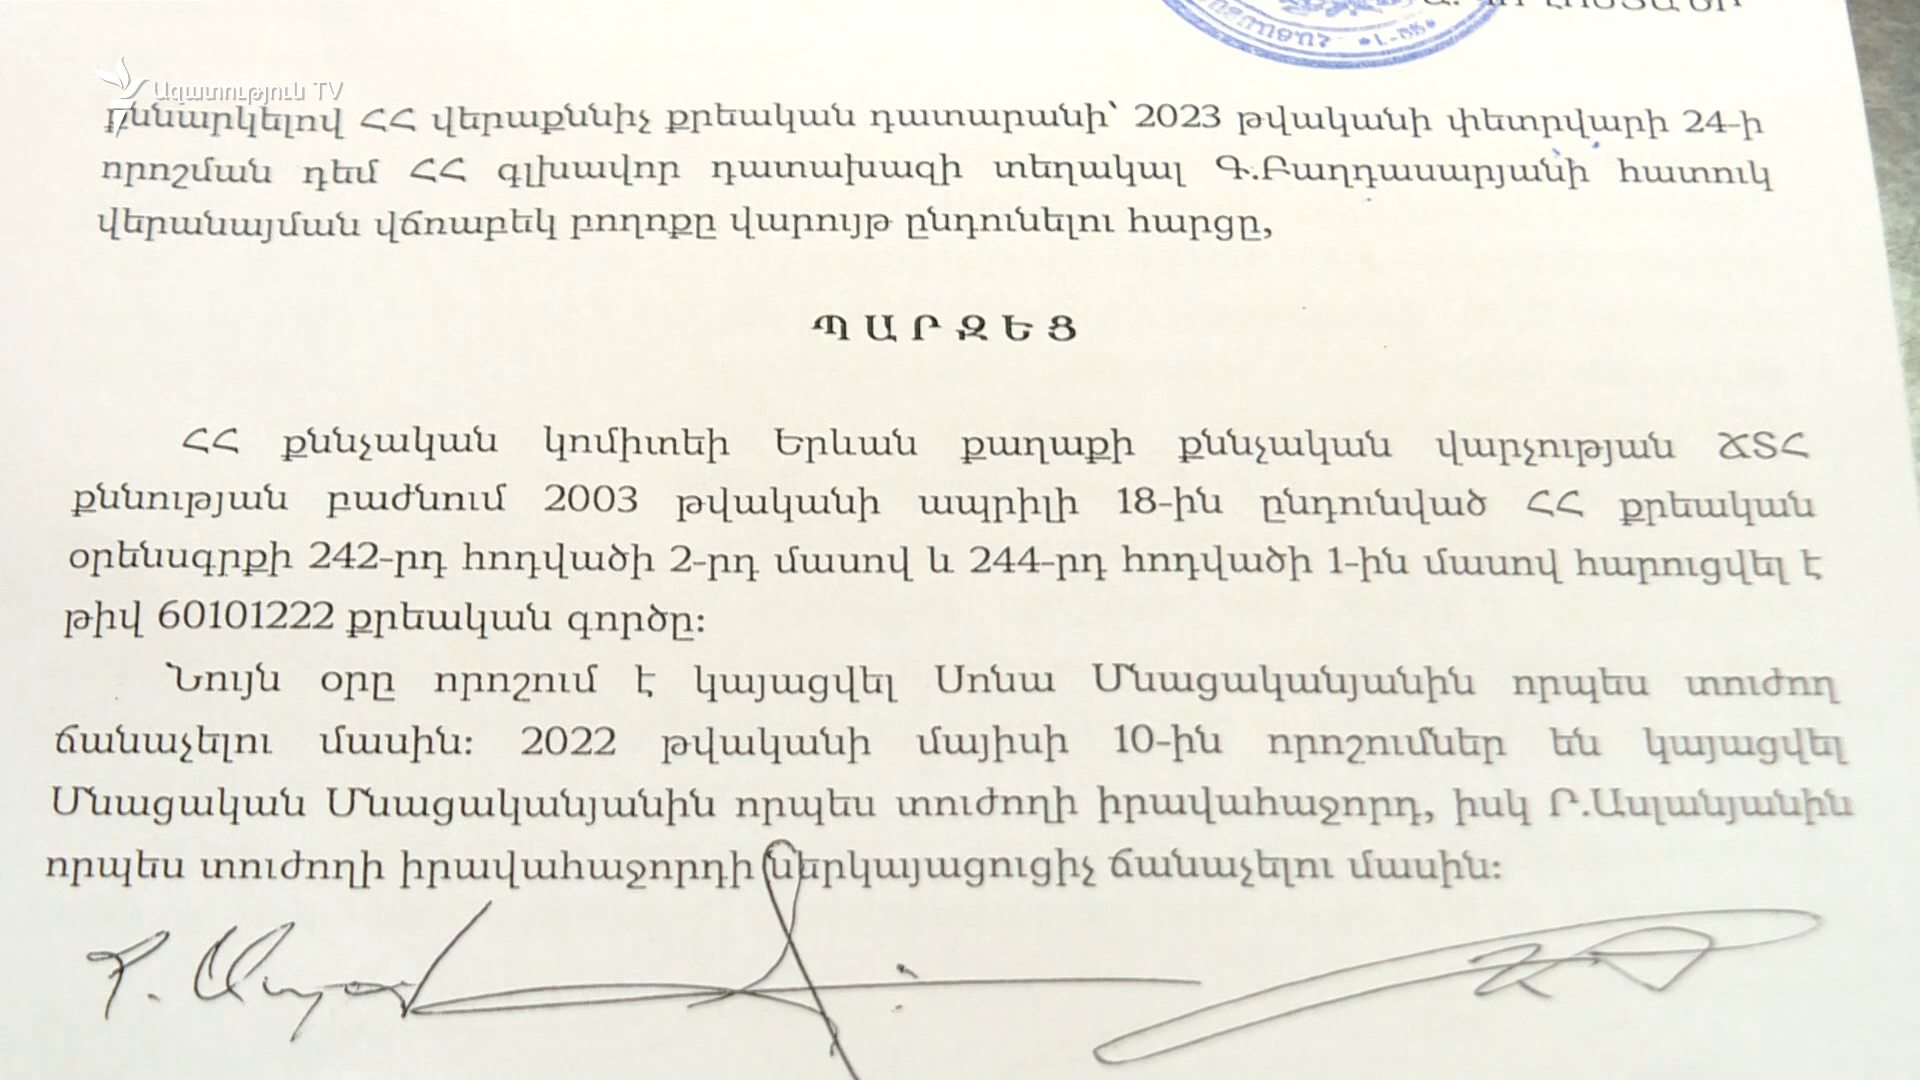 Ազատություն TV
քննարկելով ՀՀ վերաքննիչ քրեական դատարանի՝ 2023 թվականի փետրվարի 24-ի
որոշման դեմ ՀՀ գլխավոր դատախազի տեղակալ Գ.Բաղդասարյանի հատուկ
վերանայման վճռաբեկ բողոքը վարույթ ընդունելու հարցը,
ՊԱՐԶԵՑ
ՀՀ քննչական կոմիտեի Երևան քաղաքի քննչական վարչության ՃՏՀ
քննության բաժնում 2003 թվականի ապրիլի 18-ին ընդունված ՀՀ քրեական
օրենսգրքի 242-րդ հոդվածի 2-րդ մասով և 244-րդ հոդվածի 1-ին մասով հարուցվել է
թիվ 60101222 քրեական գործը։
Նույն օրը որոշում է կայացվել Սոնա Մնացականյանին որպես տուժող
ճանաչելու մասին։ 2022 թվականի մայիսի 10-ին որոշումներ են կայացվել
Մնացական Մնացականյանին որպես տուժողի իրավահաջորդ, իսկ Ր.Ասլանյանին
որպես տուժողի իրավահաջորդի ներկայացուցիչ ճանաչելու մասին։